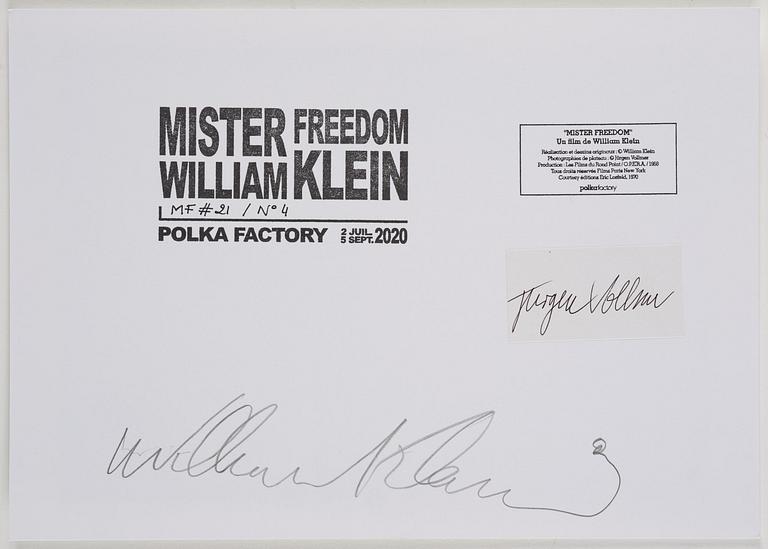 MISTER FREEDOM
WILLIAM KLEIN
MF #21 / N° 4
POLKA FACTORY 2 JUIL. 5 SEPT. 2020
"MISTER FREEDOM"
Un film de William Klein
Réalisation et dessins originaux : © William Klein
Photographies de plateau : © Jürgen Vollmer
Production : Les Films du Rond Point / O.P.E.R.A. / 1968
Tous droits réservés Films Paris New York
Courtesy éditions Eric Losfeld, 1970
polkafactory
Jürgen Vollmer
William Klein